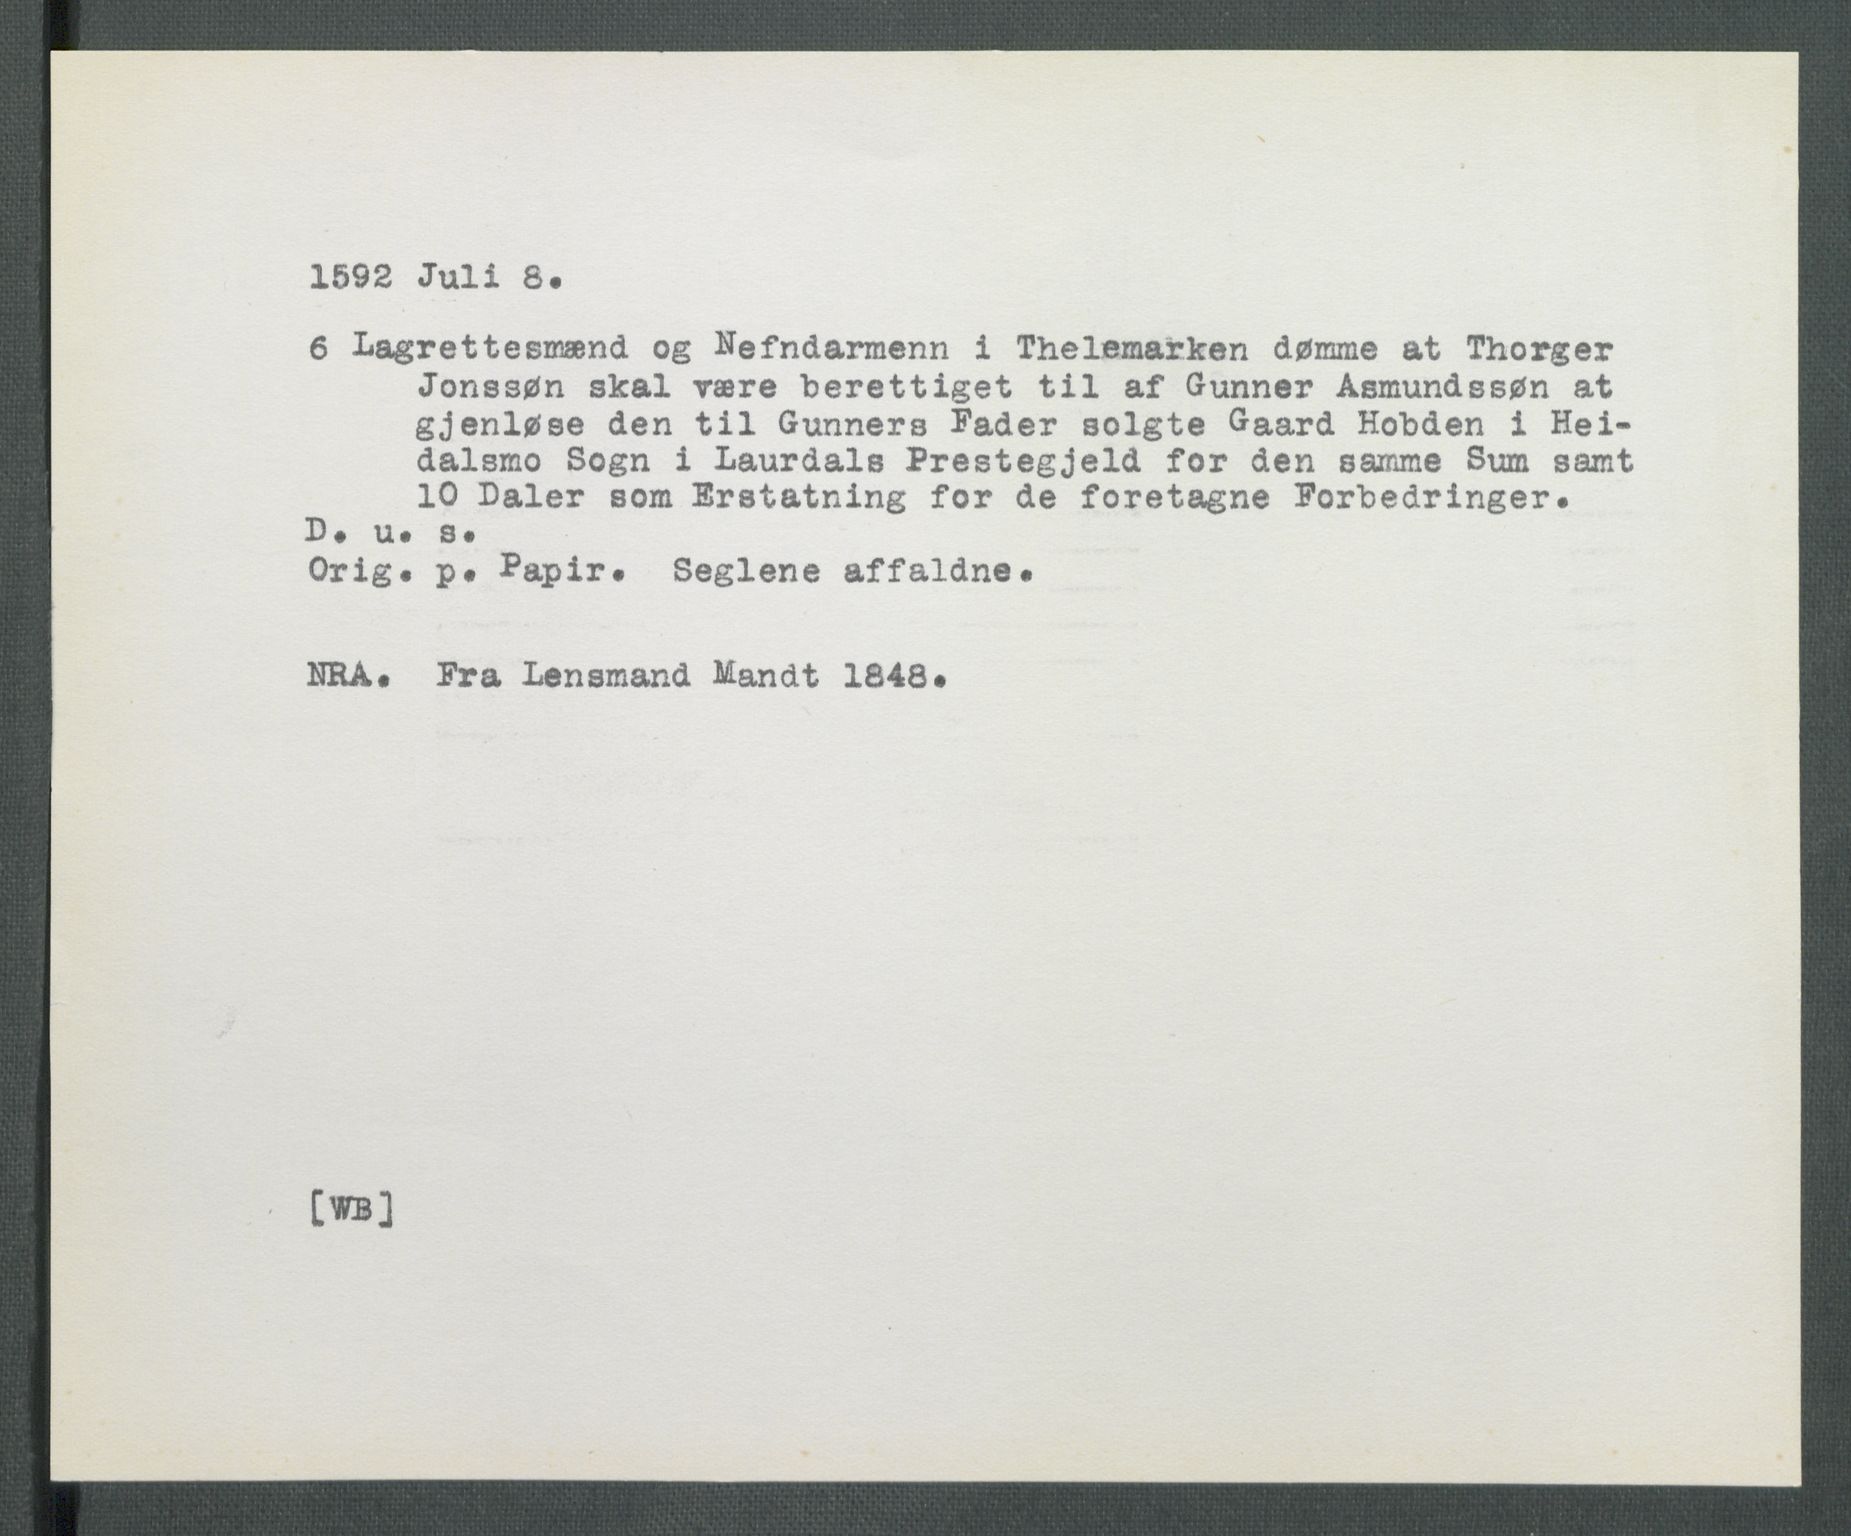 1592 Juli 8.
6 Lagrettesmænd og Nefndarmenn i Thelemarken dømme at Thorger
Jonssøn skal være berettiget til af Gunner Asmundssøn at
gjenløse den til Gunners Fader solgte Gaard Hobden i Hei-
dalsmo Sogn i Laurdals Prestegjeld for den samme Sum samt
10 Daler som Erstatning for de foretagne Forbedringer.
D. u. s.
Orig. p. Papir. Seglene affaldne.
NRA. Fra Lensmand Mandt 1848.
[WB]